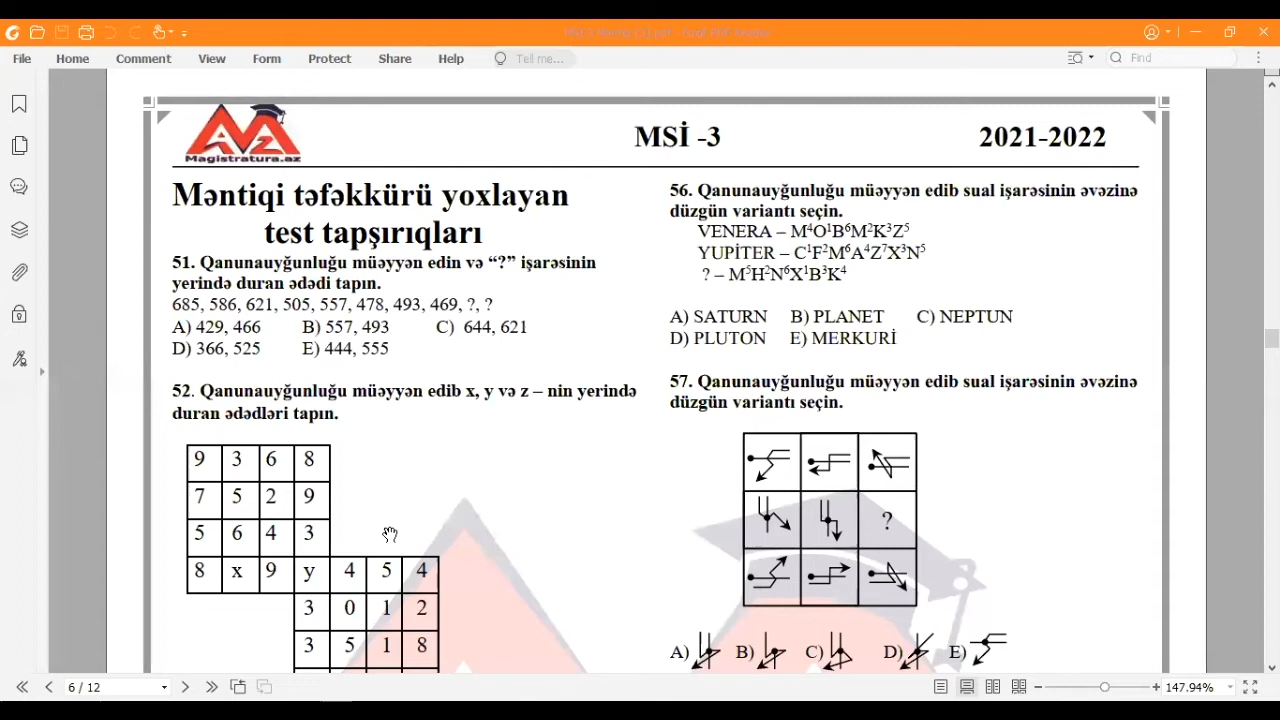 File Home Comment View Form Protect Share Help Tell me... Find
Magistratura.az
MSİ -3
2021-2022
Məntiqi təfəkkürü yoxlayan
test tapşırıqları
51. Qanunauyğunluğu müəyyən edin və “?” işarəsinin
yerində duran ədədi tapın.
685, 586, 621, 505, 557, 478, 493, 469, ?, ?
A) 429, 466 B) 557, 493 C) 644, 621
D) 366, 525 E) 444, 555
52. Qanunauyğunluğu müəyyən edib x, y və z – nin yerində
duran ədədləri tapın.
9 3 6 8
7 5 2 9
5 6 4 3
8 x 9 y 4 5 4
3 0 1 2
3 5 1 8
56. Qanunauyğunluğu müəyyən edib sual işarəsinin əvəzinə
düzgün variantı seçin.
VENERA – M⁴O¹B⁶M²K³Z⁵
YUPİTER – C¹F²M⁶A⁴Z⁷X³N⁵
? – M⁵H²N⁶X¹B³K⁴
A) SATURN B) PLANET C) NEPTUN
D) PLUTON E) MERKURİ
57. Qanunauyğunluğu müəyyən edib sual işarəsinin əvəzinə
düzgün variantı seçin.
?
A) B) C) D) E)
6 / 12
147.94%